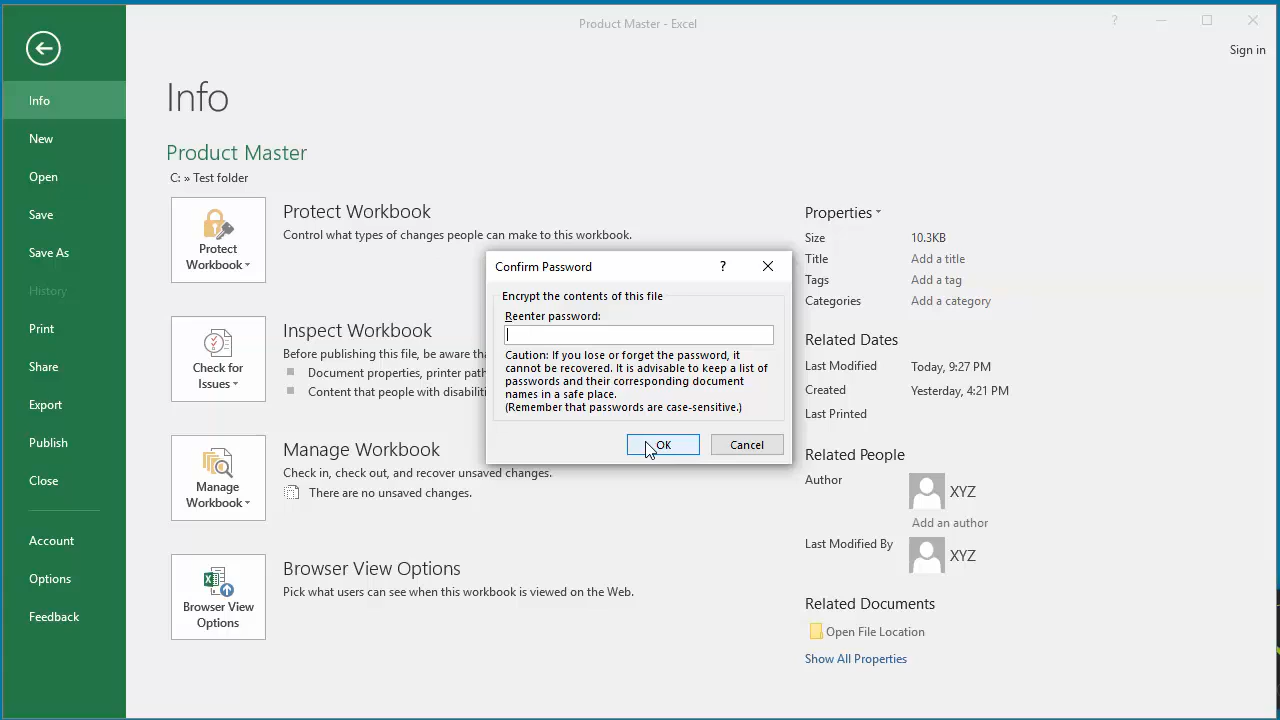 Product Master - Excel
?
Sign in
Info
New
Open
Save
Save As
History
Print
Share
Export
Publish
Close
Account
Options
Feedback
Info
Product Master
C: » Test folder
Protect Workbook
Protect Workbook
Control what types of changes people can make to this workbook.
Check for Issues
Inspect Workbook
Before publishing this file, be aware tha
Document properties, printer path
Content that people with disabiliti
Manage Workbook
Manage Workbook
Check in, check out, and recover unsaved changes.
There are no unsaved changes.
Browser View Options
Browser View Options
Pick what users can see when this workbook is viewed on the Web.
Confirm Password
?
Encrypt the contents of this file
Reenter password:
Caution: If you lose or forget the password, it
cannot be recovered. It is advisable to keep a list of
passwords and their corresponding document
names in a safe place.
(Remember that passwords are case-sensitive.)
OK
Cancel
Properties
Size 10.3KB
Title Add a title
Tags Add a tag
Categories Add a category
Related Dates
Last Modified Today, 9:27 PM
Created Yesterday, 4:21 PM
Last Printed
Related People
Author XYZ
Add an author
Last Modified By XYZ
Related Documents
Open File Location
Show All Properties